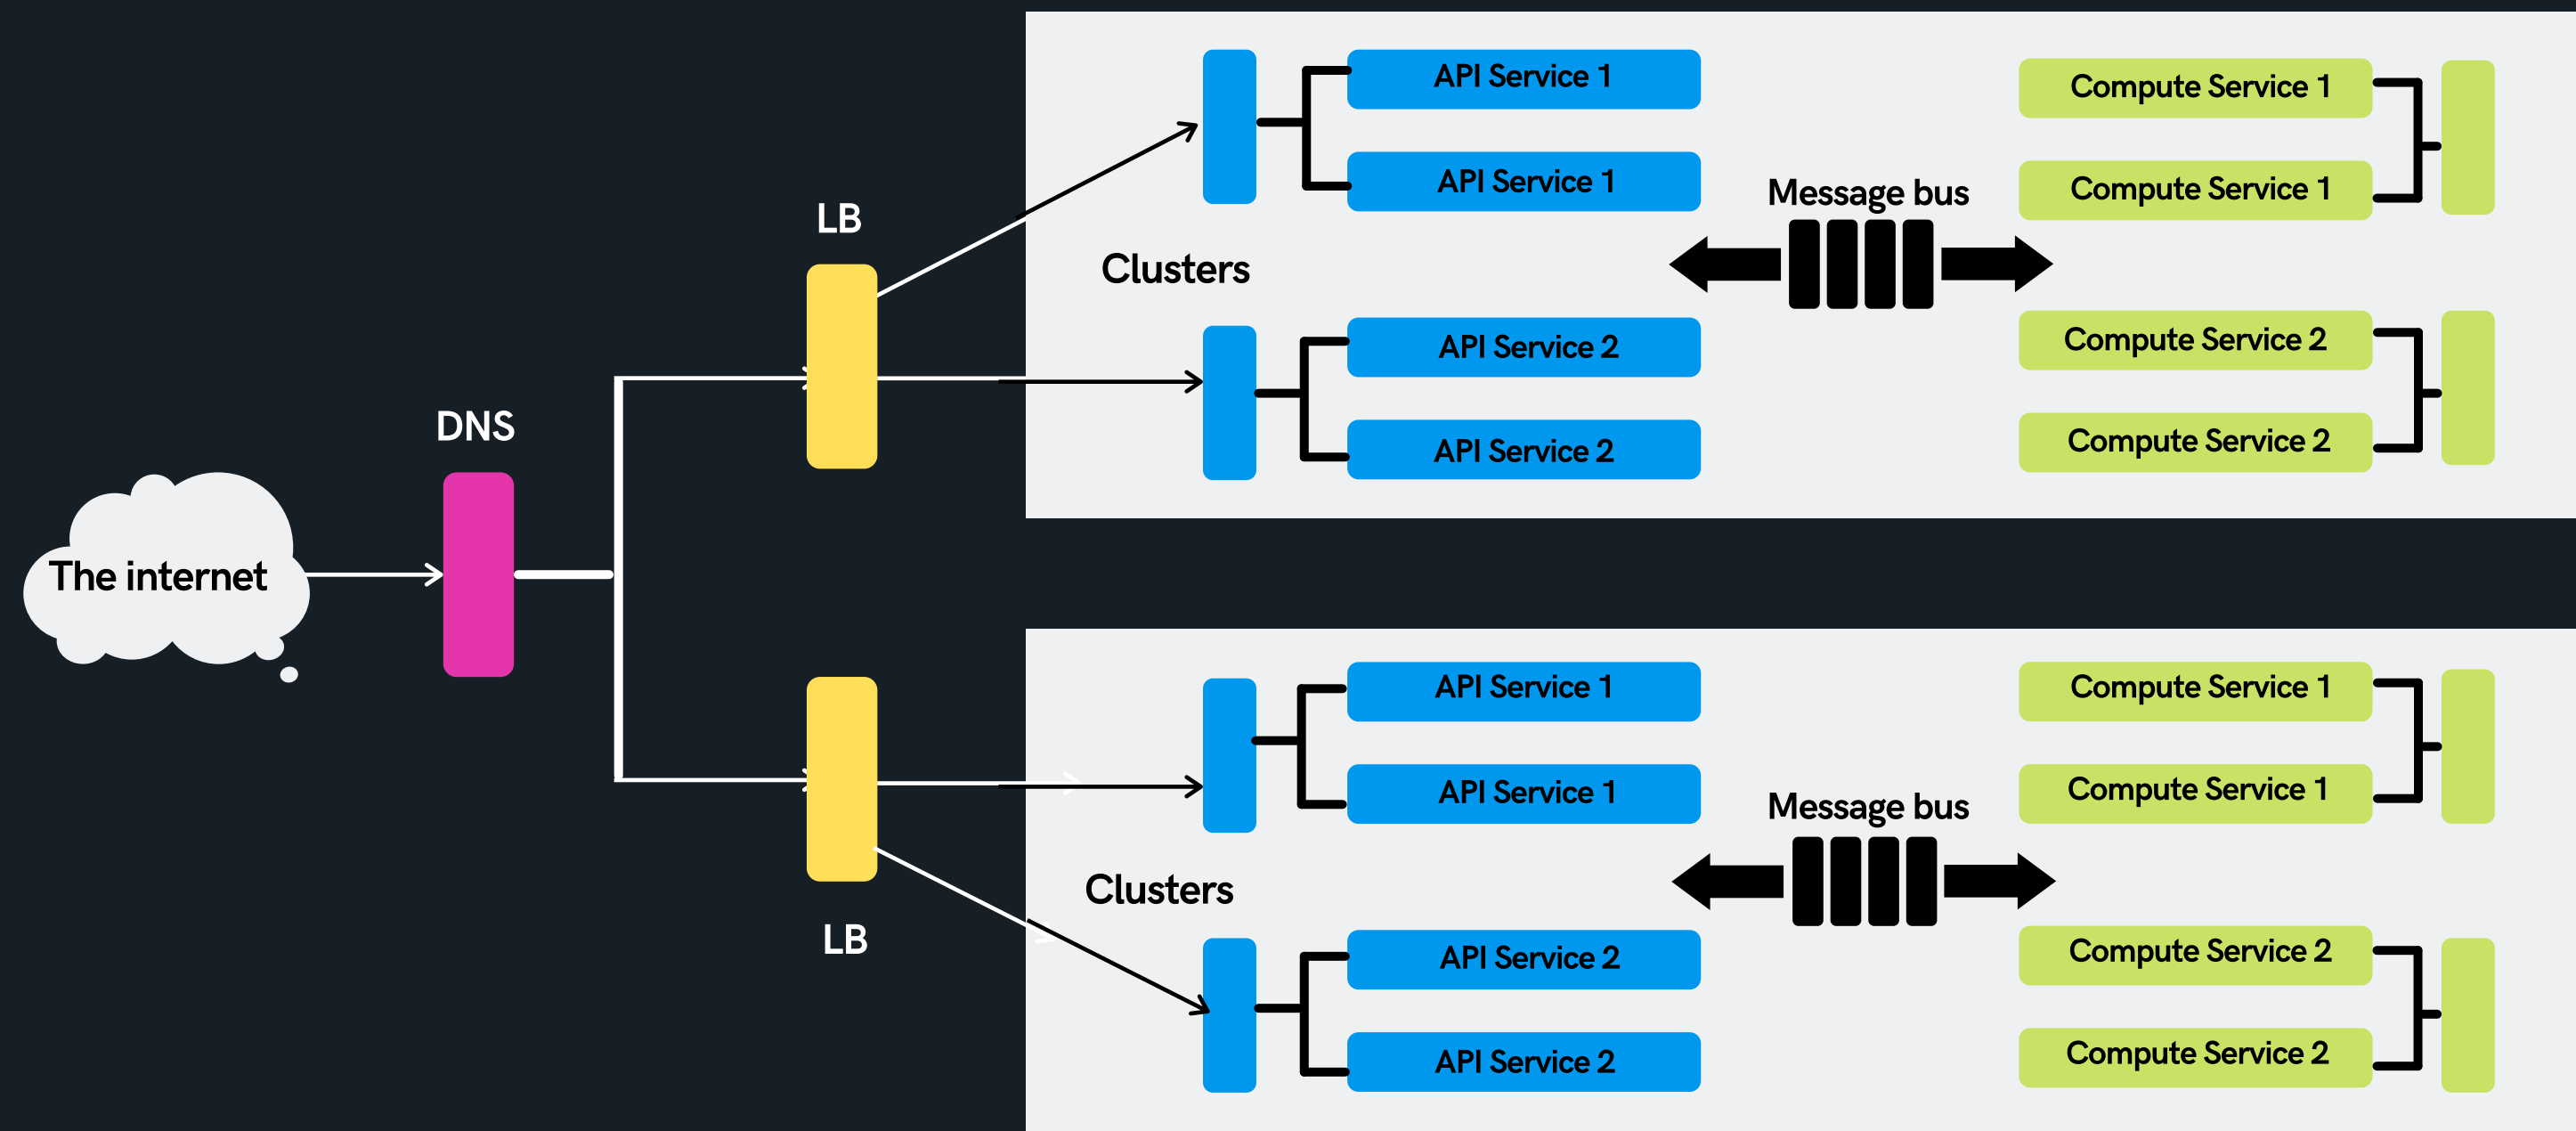 The internet
DNS
LB
LB
Clusters
API Service 1
API Service 1
API Service 2
API Service 2
Message bus
Compute Service 1
Compute Service 1
Compute Service 2
Compute Service 2
Clusters
API Service 1
API Service 1
API Service 2
API Service 2
Message bus
Compute Service 1
Compute Service 1
Compute Service 2
Compute Service 2